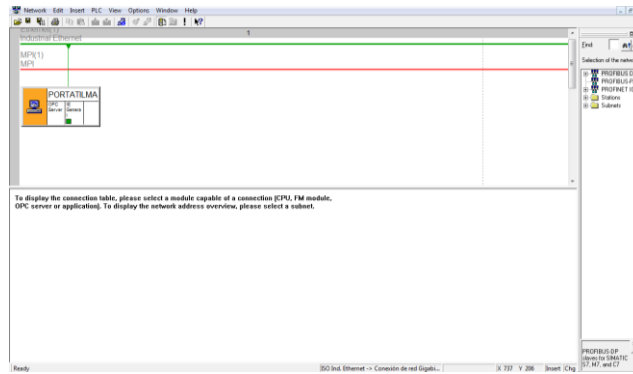 Network Edit Insert PLC View Options Window Help
1
Industrial Ethernet
MPI(1)
MPI
PORTATILMA
OPC Server
IE General
To display the connection table, please select a module capable of a connection (CPU, FM module,
OPC server or application). To display the network address overview, please select a subnet.
Find
Selection of the netw
PROFIBUS D
PROFIBUS-P
PROFINET IO
Stations
Subnets
PROFIBUS-DP
slaves for SIMATIC
S7, M7, and C7
Ready
ISO Ind. Ethernet -> Conexión de red Gigabi...
X 737 Y 206
Insert
Chg